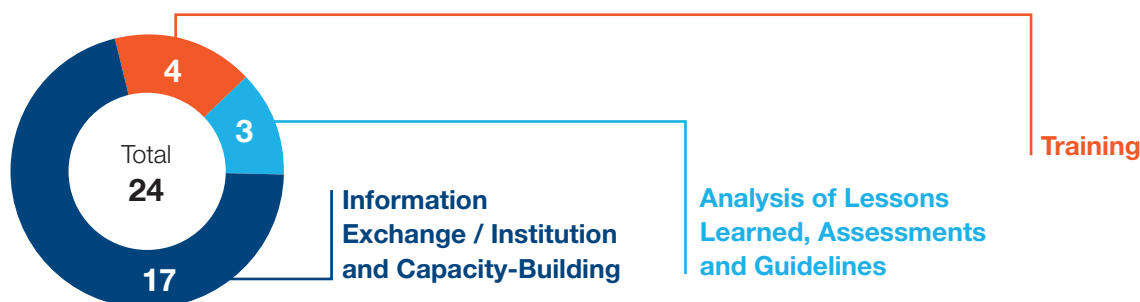 4
3
Total
24
17
Training
Information
Exchange / Institution
and Capacity-Building
Analysis of Lessons
Learned, Assessments
and Guidelines